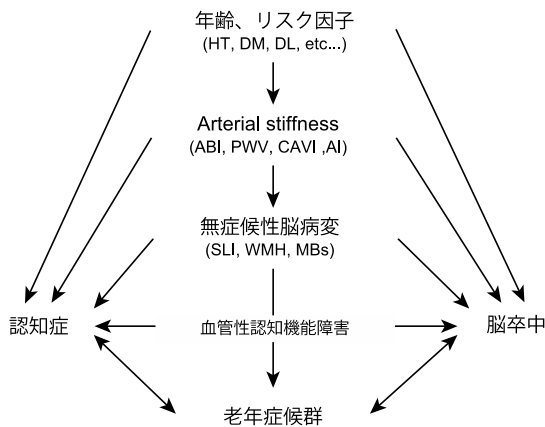 年齢、リスク因子
(HT, DM, DL, etc...)
Arterial stiffness
(ABI, PWV, CAVI ,AI)
無症候性脳病変
(SLI, WMH, MBs)
認知症
血管性認知機能障害
脳卒中
老年症候群